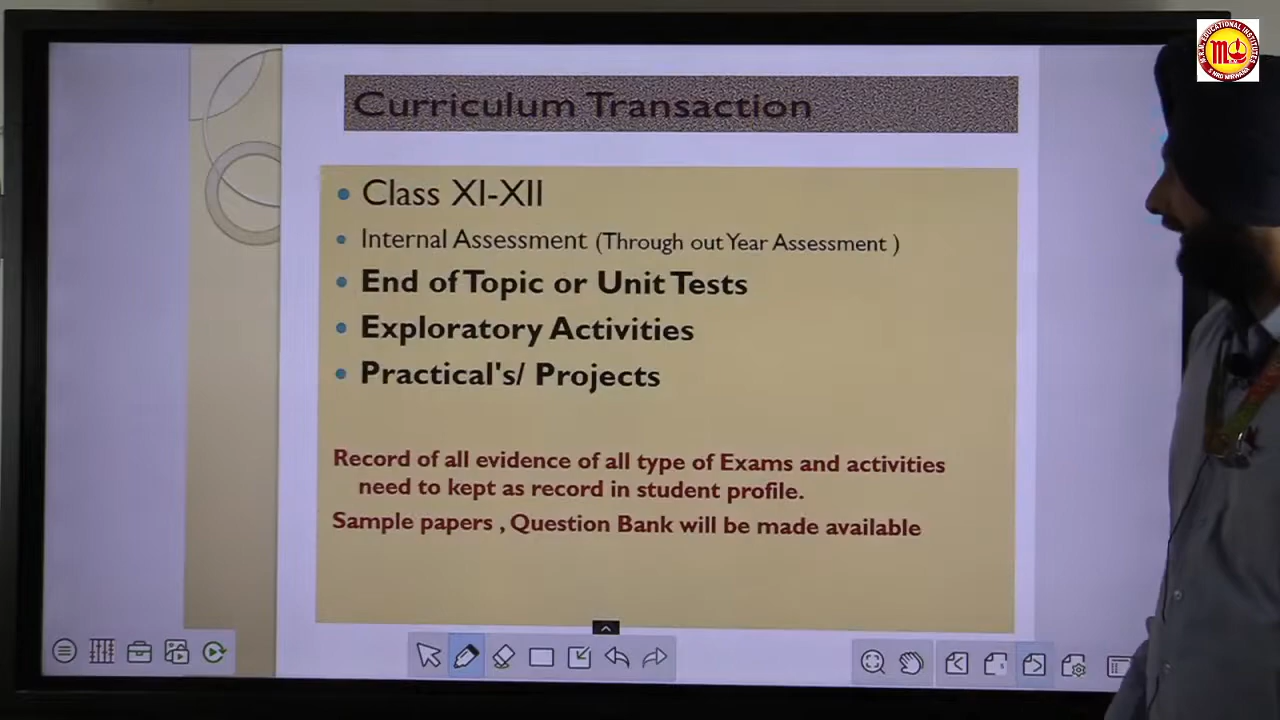 Curriculum Transaction
Class XI-XII
Internal Assessment (Through out Year Assessment )
End of Topic or Unit Tests
Exploratory Activities
Practical's/ Projects
Record of all evidence of all type of Exams and activities
need to kept as record in student profile.
Sample papers , Question Bank will be made available